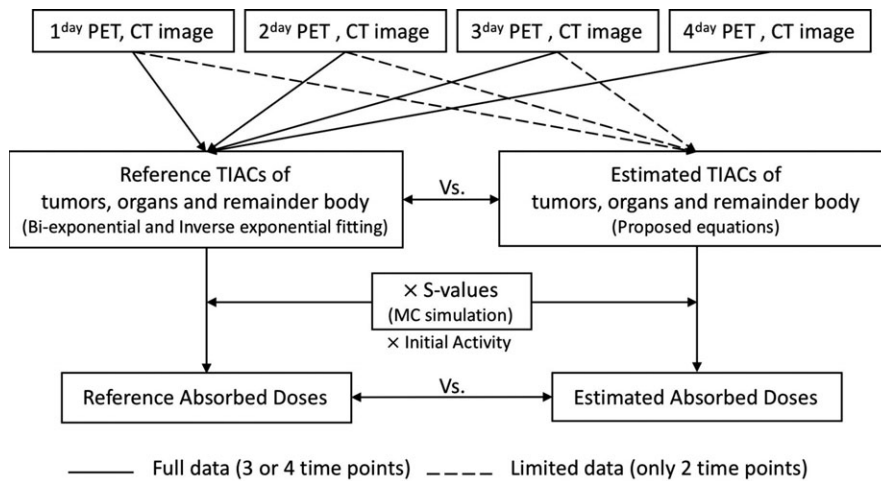 1day PET, CT image
2day PET , CT image
3day PET , CT image
4day PET , CT image
Reference TIACs of
tumors, organs and remainder body
(Bi-exponential and Inverse exponential fitting)
Vs.
Estimated TIACs of
tumors, organs and remainder body
(Proposed equations)
× S-values
(MC simulation)
× Initial Activity
Reference Absorbed Doses
Vs.
Estimated Absorbed Doses
Full data (3 or 4 time points)
Limited data (only 2 time points)